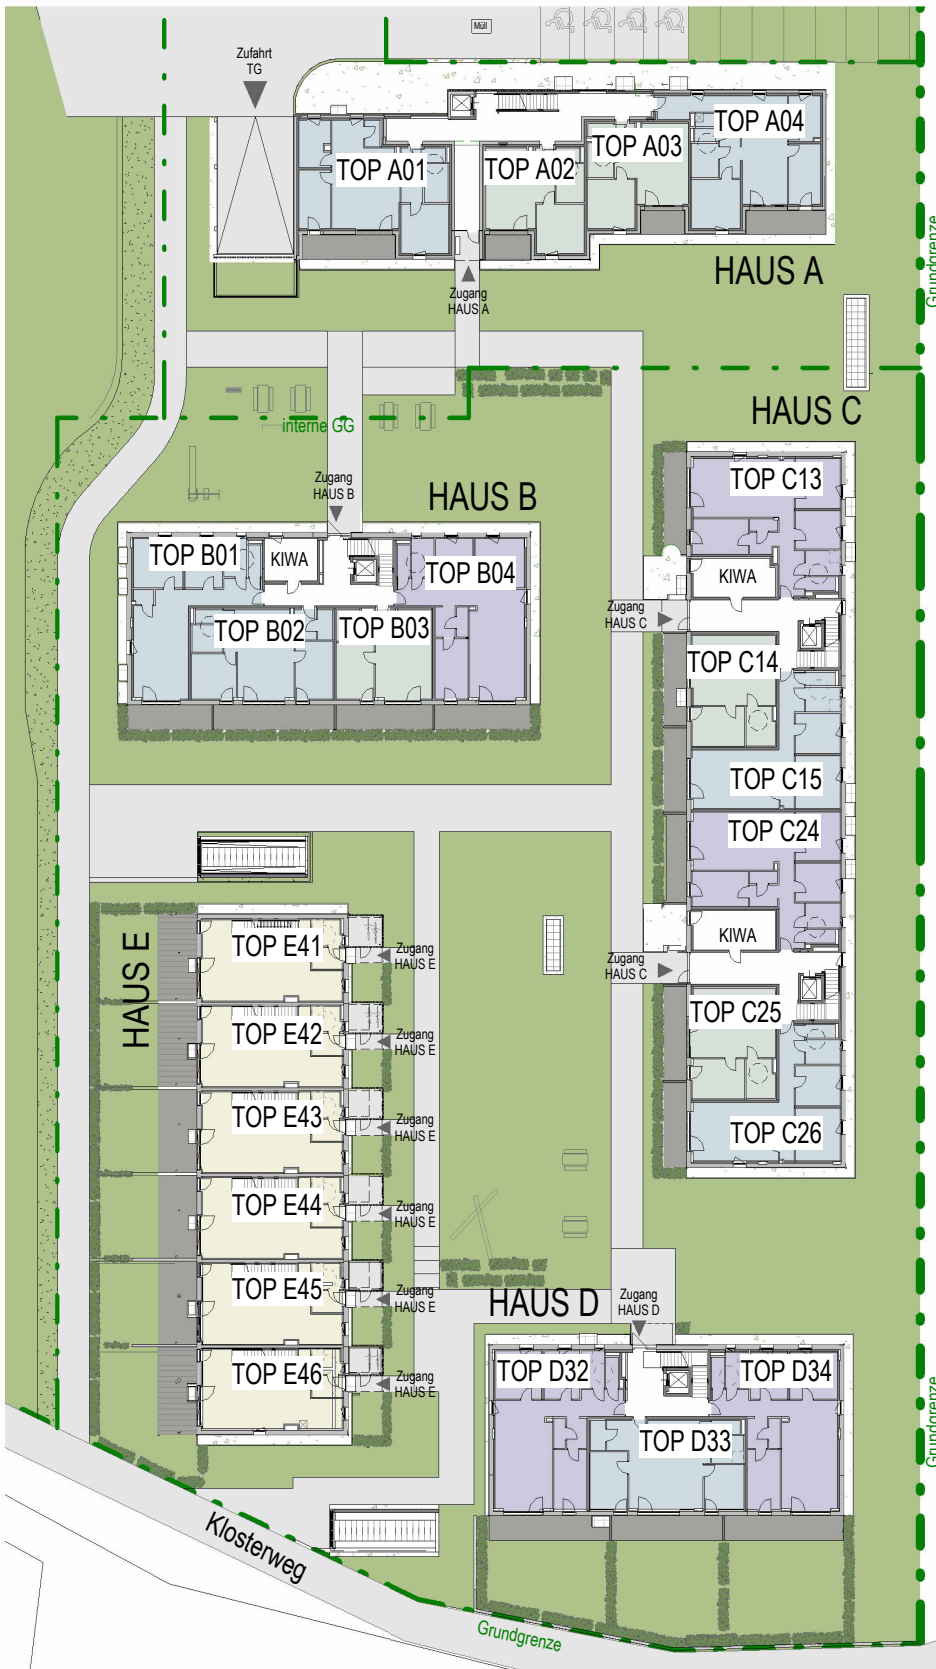 Müll
Zufahrt
TG
TOP A01
TOP A02
TOP A03
TOP A04
HAUS A
Zugang
HAUS A
Grundgrenze
HAUS C
interne GG
Zugang
HAUS B
HAUS B
TOP B01
KIWA
TOP B04
TOP B02
TOP B03
TOP C13
KIWA
Zugang
HAUS C
TOP C14
TOP C15
TOP C24
KIWA
Zugang
HAUS C
TOP C25
TOP C26
HAUS E
TOP E41
Zugang
HAUS E
TOP E42
Zugang
HAUS E
TOP E43
Zugang
HAUS E
TOP E44
Zugang
HAUS E
TOP E45
Zugang
HAUS E
TOP E46
Zugang
HAUS E
HAUS D
Zugang
HAUS D
TOP D32
TOP D34
TOP D33
Grundgrenze
Klosterweg
Grundgrenze